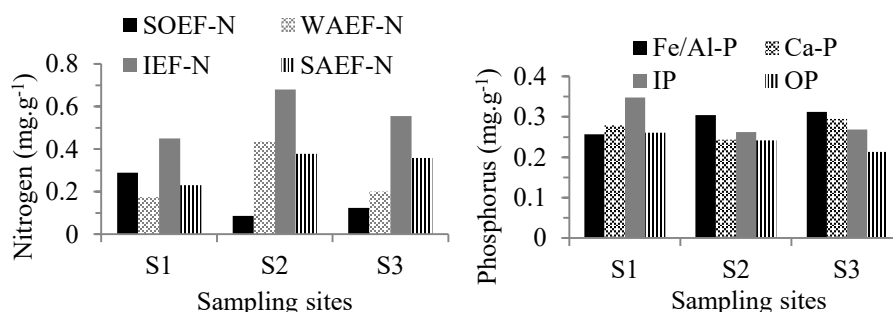 SOEF-N WAEF-N
IEF-N SAEF-N
0.8
0.6
0.4
0.2
0
Nitrogen (mg.g-1)
S1 S2 S3
Sampling sites
Fe/Al-P Ca-P
IP OP
0.4
0.3
0.2
0.1
0
Phosphorus (mg.g-1)
S1 S2 S3
Sampling sites